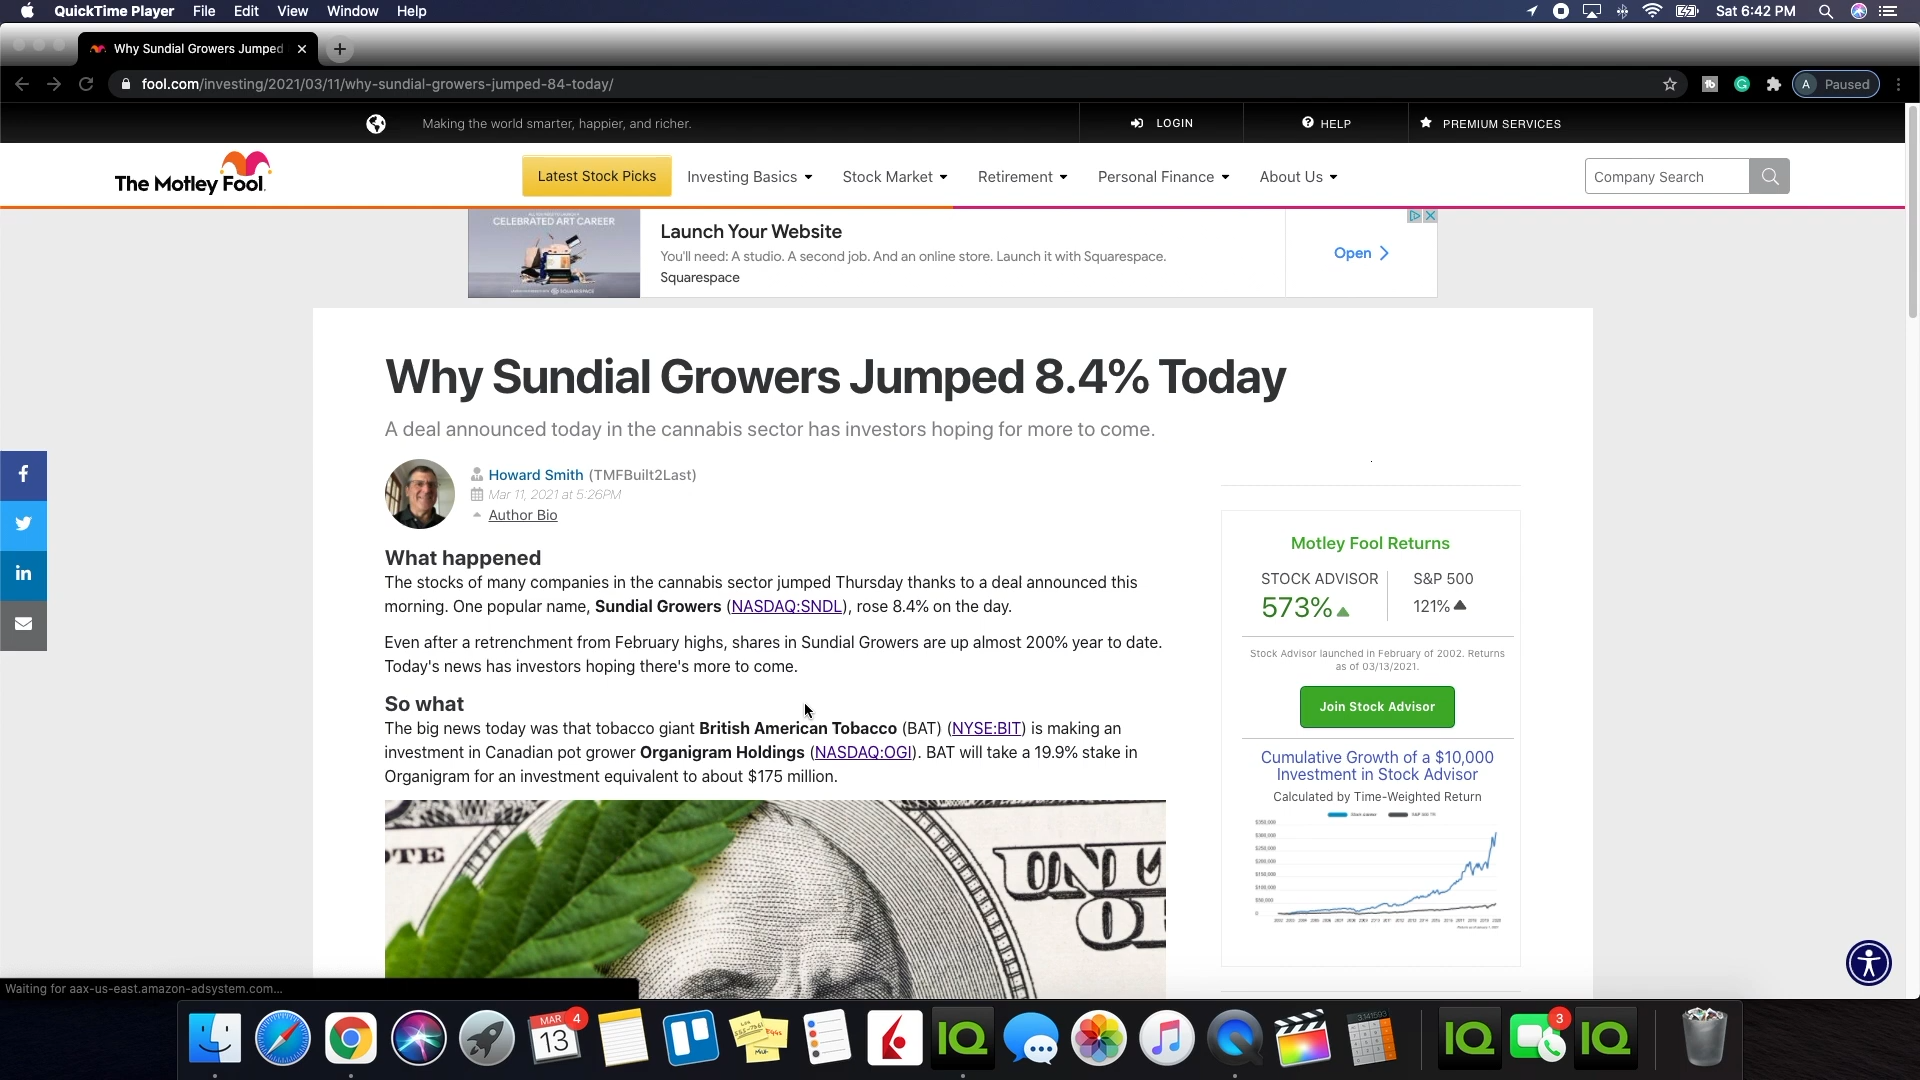 QuickTime Player File Edit View Window Help Sat 6:42 PM
Why Sundial Growers Jumped
fool.com/investing/2021/03/11/why-sundial-growers-jumped-84-today/
A Paused
Making the world smarter, happier, and richer.
LOGIN
HELP
PREMIUM SERVICES
The Motley Fool.
Latest Stock Picks
Investing Basics
Stock Market
Retirement
Personal Finance
About Us
Company Search
CELEBRATED ART CAREER
Launch Your Website
You'll need: A studio. A second job. And an online store. Launch it with Squarespace.
Squarespace
Open
Why Sundial Growers Jumped 8.4% Today
A deal announced today in the cannabis sector has investors hoping for more to come.
Howard Smith (TMFBuilt2Last)
Mar 11, 2021 at 5:26PM
Author Bio
What happened
The stocks of many companies in the cannabis sector jumped Thursday thanks to a deal announced this
morning. One popular name, Sundial Growers (NASDAQ:SNDL), rose 8.4% on the day.
Even after a retrenchment from February highs, shares in Sundial Growers are up almost 200% year to date.
Today's news has investors hoping there's more to come.
So what
The big news today was that tobacco giant British American Tobacco (BAT) (NYSE:BIT) is making an
investment in Canadian pot grower Organigram Holdings (NASDAQ:OGI). BAT will take a 19.9% stake in
Organigram for an investment equivalent to about $175 million.
Motley Fool Returns
STOCK ADVISOR S&P 500
573% 121%
Stock Advisor launched in February of 2002. Returns
as of 03/13/2021.
Join Stock Advisor
Cumulative Growth of a $10,000
Investment in Stock Advisor
Calculated by Time-Weighted Return
Waiting for aax-us-east.amazon-adsystem.com...
MAR 4
13
IQ
IQ
3
IQ